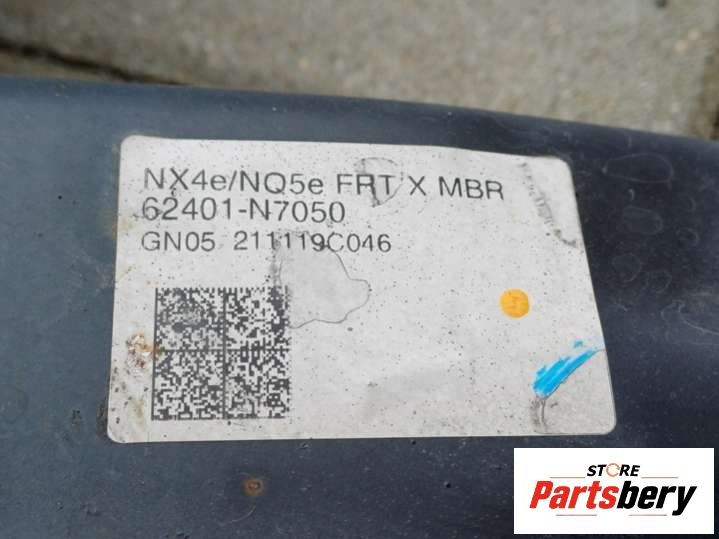 NX4e/NQ5e FRT X MBR
62401-N7050
GN05 211119C046
STORE
Partsbery